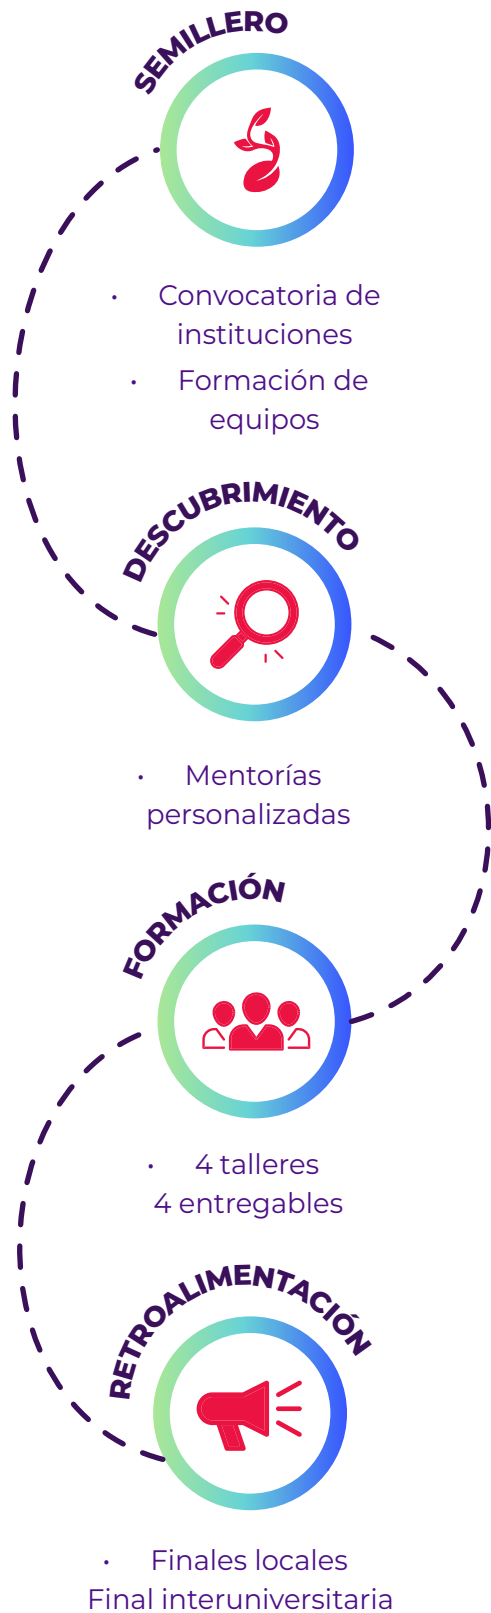 SEMILLERO
• Convocatoria de
instituciones
• Formación de
equipos
DESCUBRIMIENTO
• Mentorías
personalizadas
FORMACIÓN
• 4 talleres
4 entregables
RETROALIMENTACIÓN
• Finales locales
Final interuniversitaria